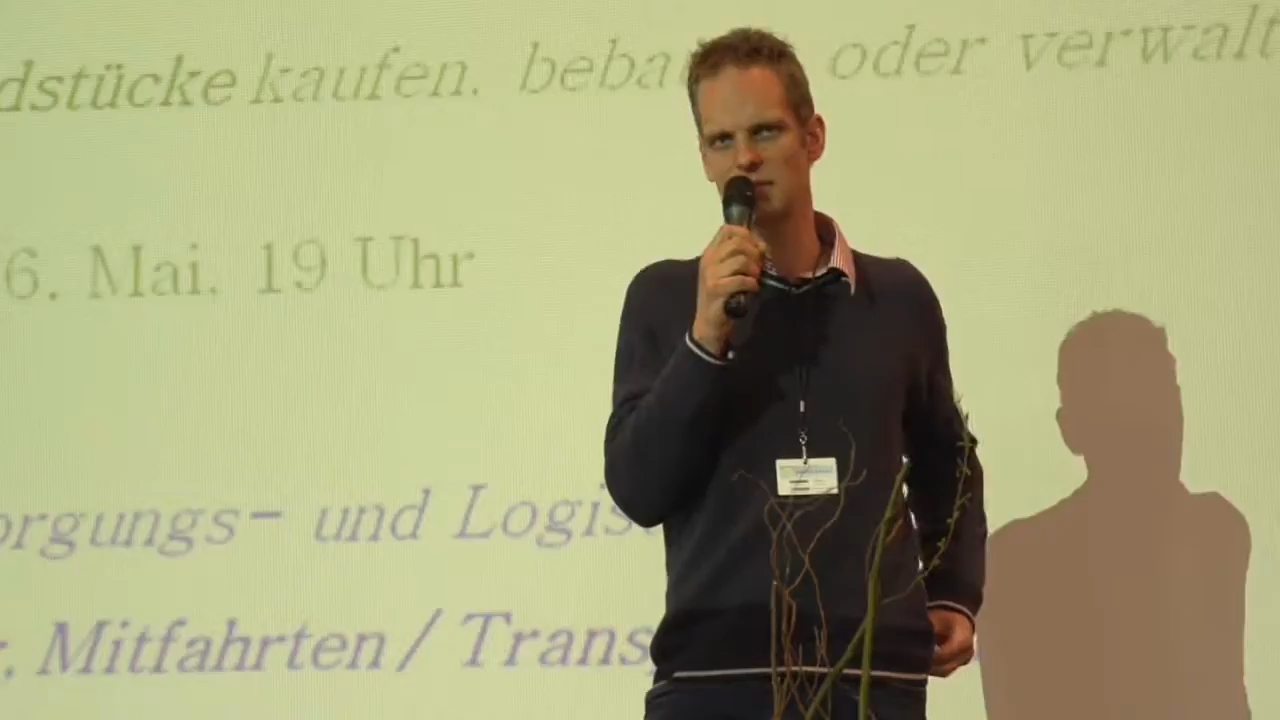 dstücke kaufen, beba oder verwalt
6. Mai, 19 Uhr
orgungs- und Logis
, Mitfahrten / Trans